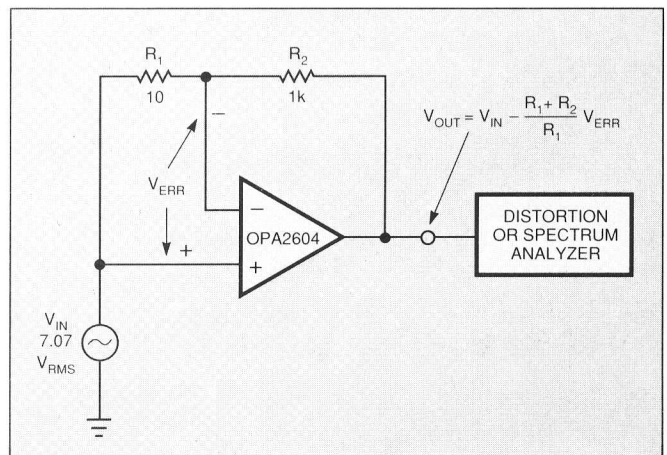 R1
10
R2
1k
−
VERR
+
−
+
OPA2604
VIN
7.07
VRMS
VOUT = VIN − R1 + R2 / R1 VERR
DISTORTION
OR SPECTRUM
ANALYZER